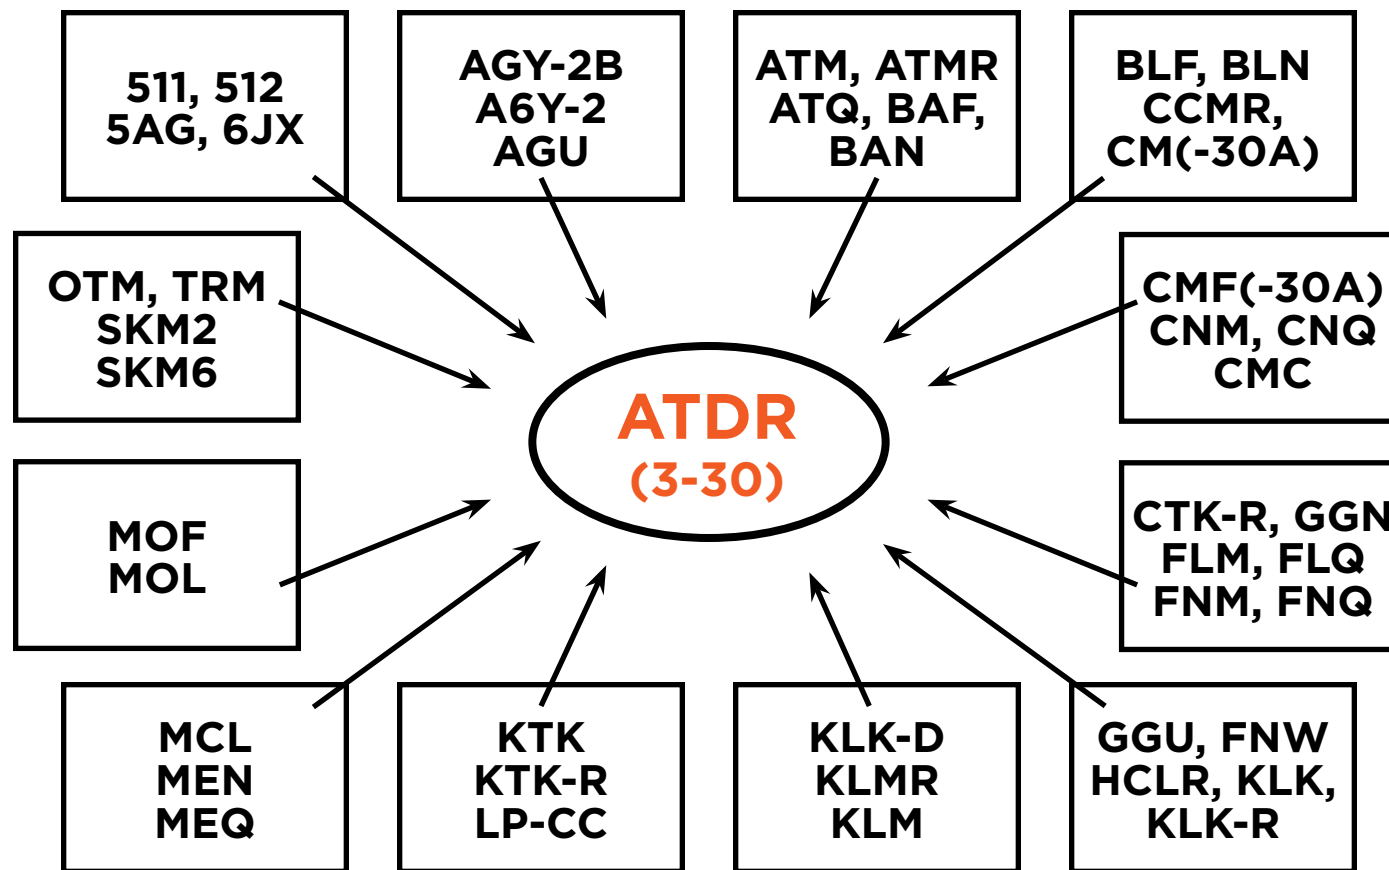 511, 512
5AG, 6JX
AGY-2B
A6Y-2
AGU
ATM, ATMR
ATQ, BAF,
BAN
BLF, BLN
CCMR,
CM(-30A)
OTM, TRM
SKM2
SKM6
CMF(-30A)
CNM, CNQ
CMC
ATDR
(3-30)
MOF
MOL
CTK-R, GGN
FLM, FLQ
FNM, FNQ
MCL
MEN
MEQ
KTK
KTK-R
LP-CC
KLK-D
KLMR
KLM
GGU, FNW
HCLR, KLK,
KLK-R